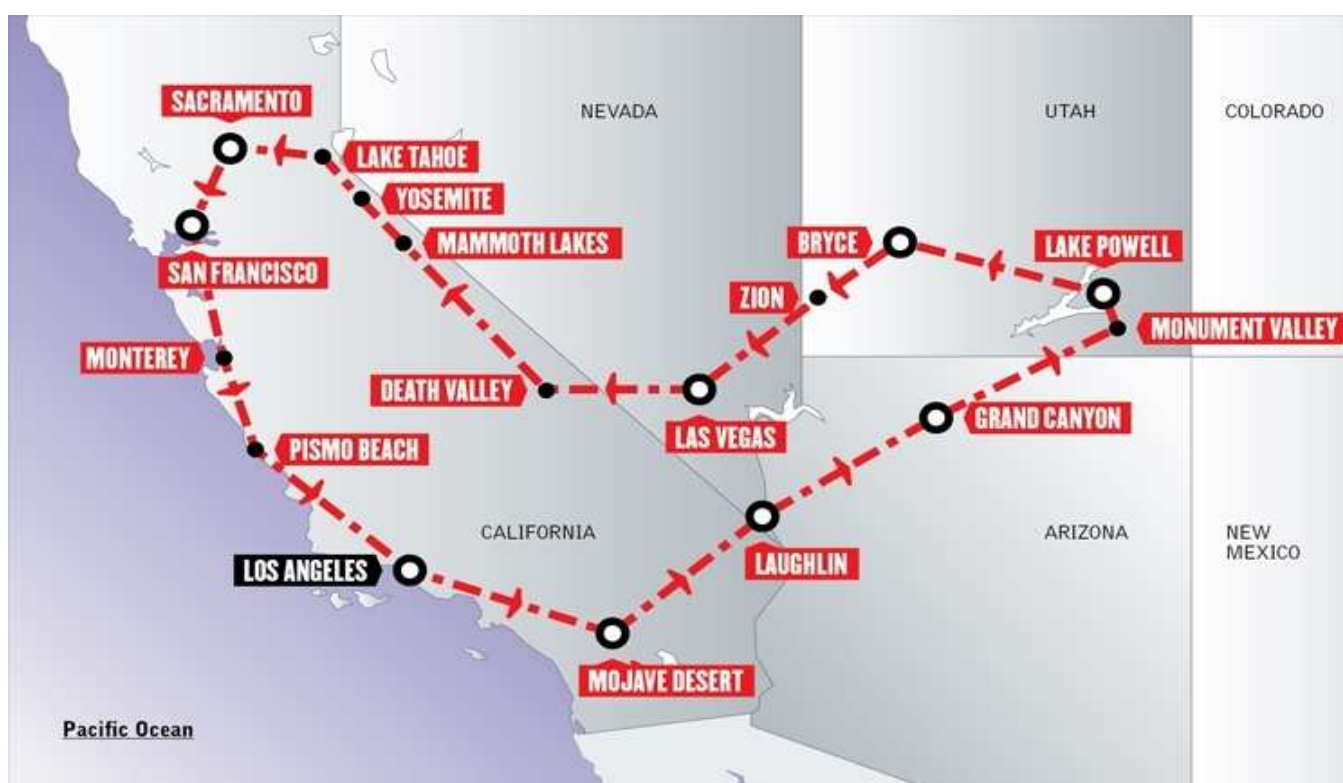 SACRAMENTO
NEVADA
UTAH
COLORADO
LAKE TAHOE
YOSEMITE
MAMMOTH LAKES
BRYCE
LAKE POWELL
SAN FRANCISCO
ZION
MONUMENT VALLEY
MONTEREY
DEATH VALLEY
GRAND CANYON
LAS VEGAS
PISMO BEACH
CALIFORNIA
ARIZONA
NEW
MEXICO
LOS ANGELES
LAUGHLIN
MOJAVE DESERT
Pacific Ocean